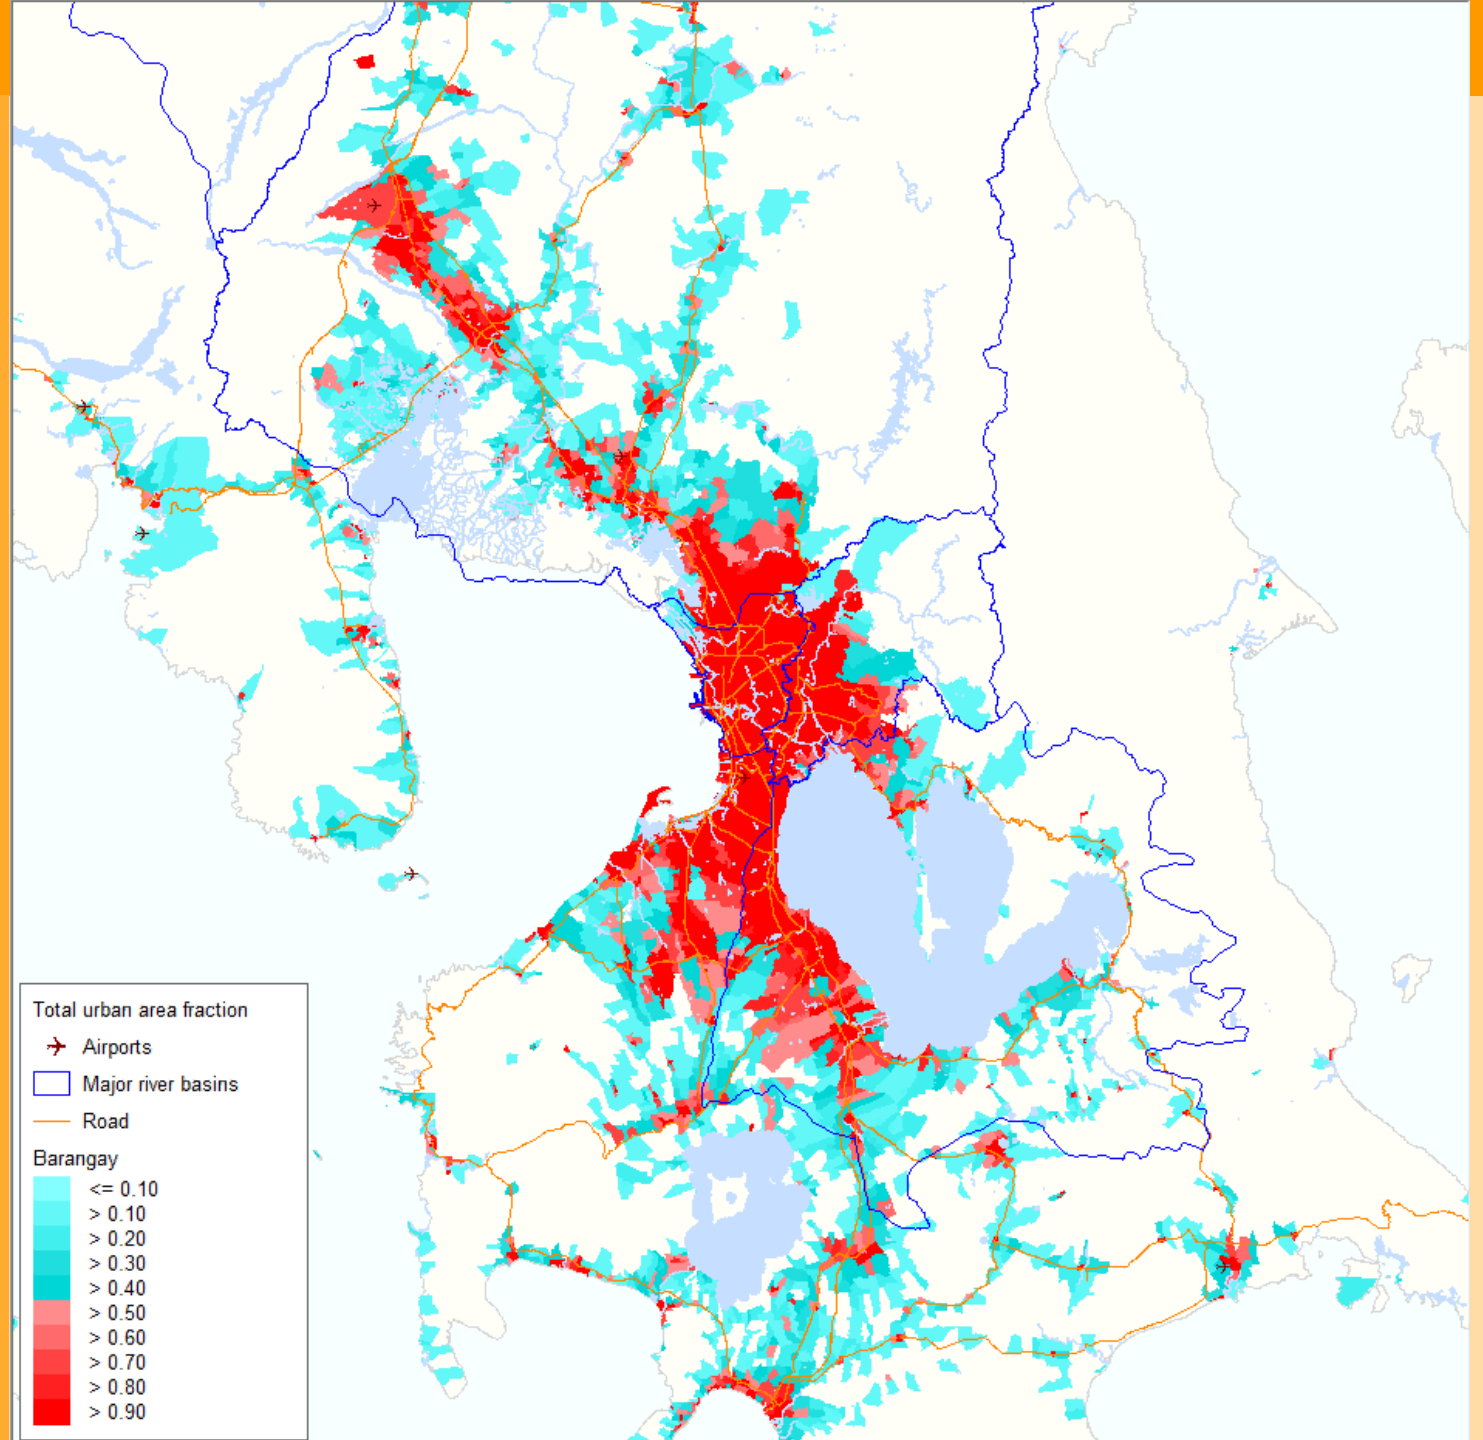 Total urban area fraction
Airports
Major river basins
Road
Barangay
<= 0.10
> 0.10
> 0.20
> 0.30
> 0.40
> 0.50
> 0.60
> 0.70
> 0.80
> 0.90